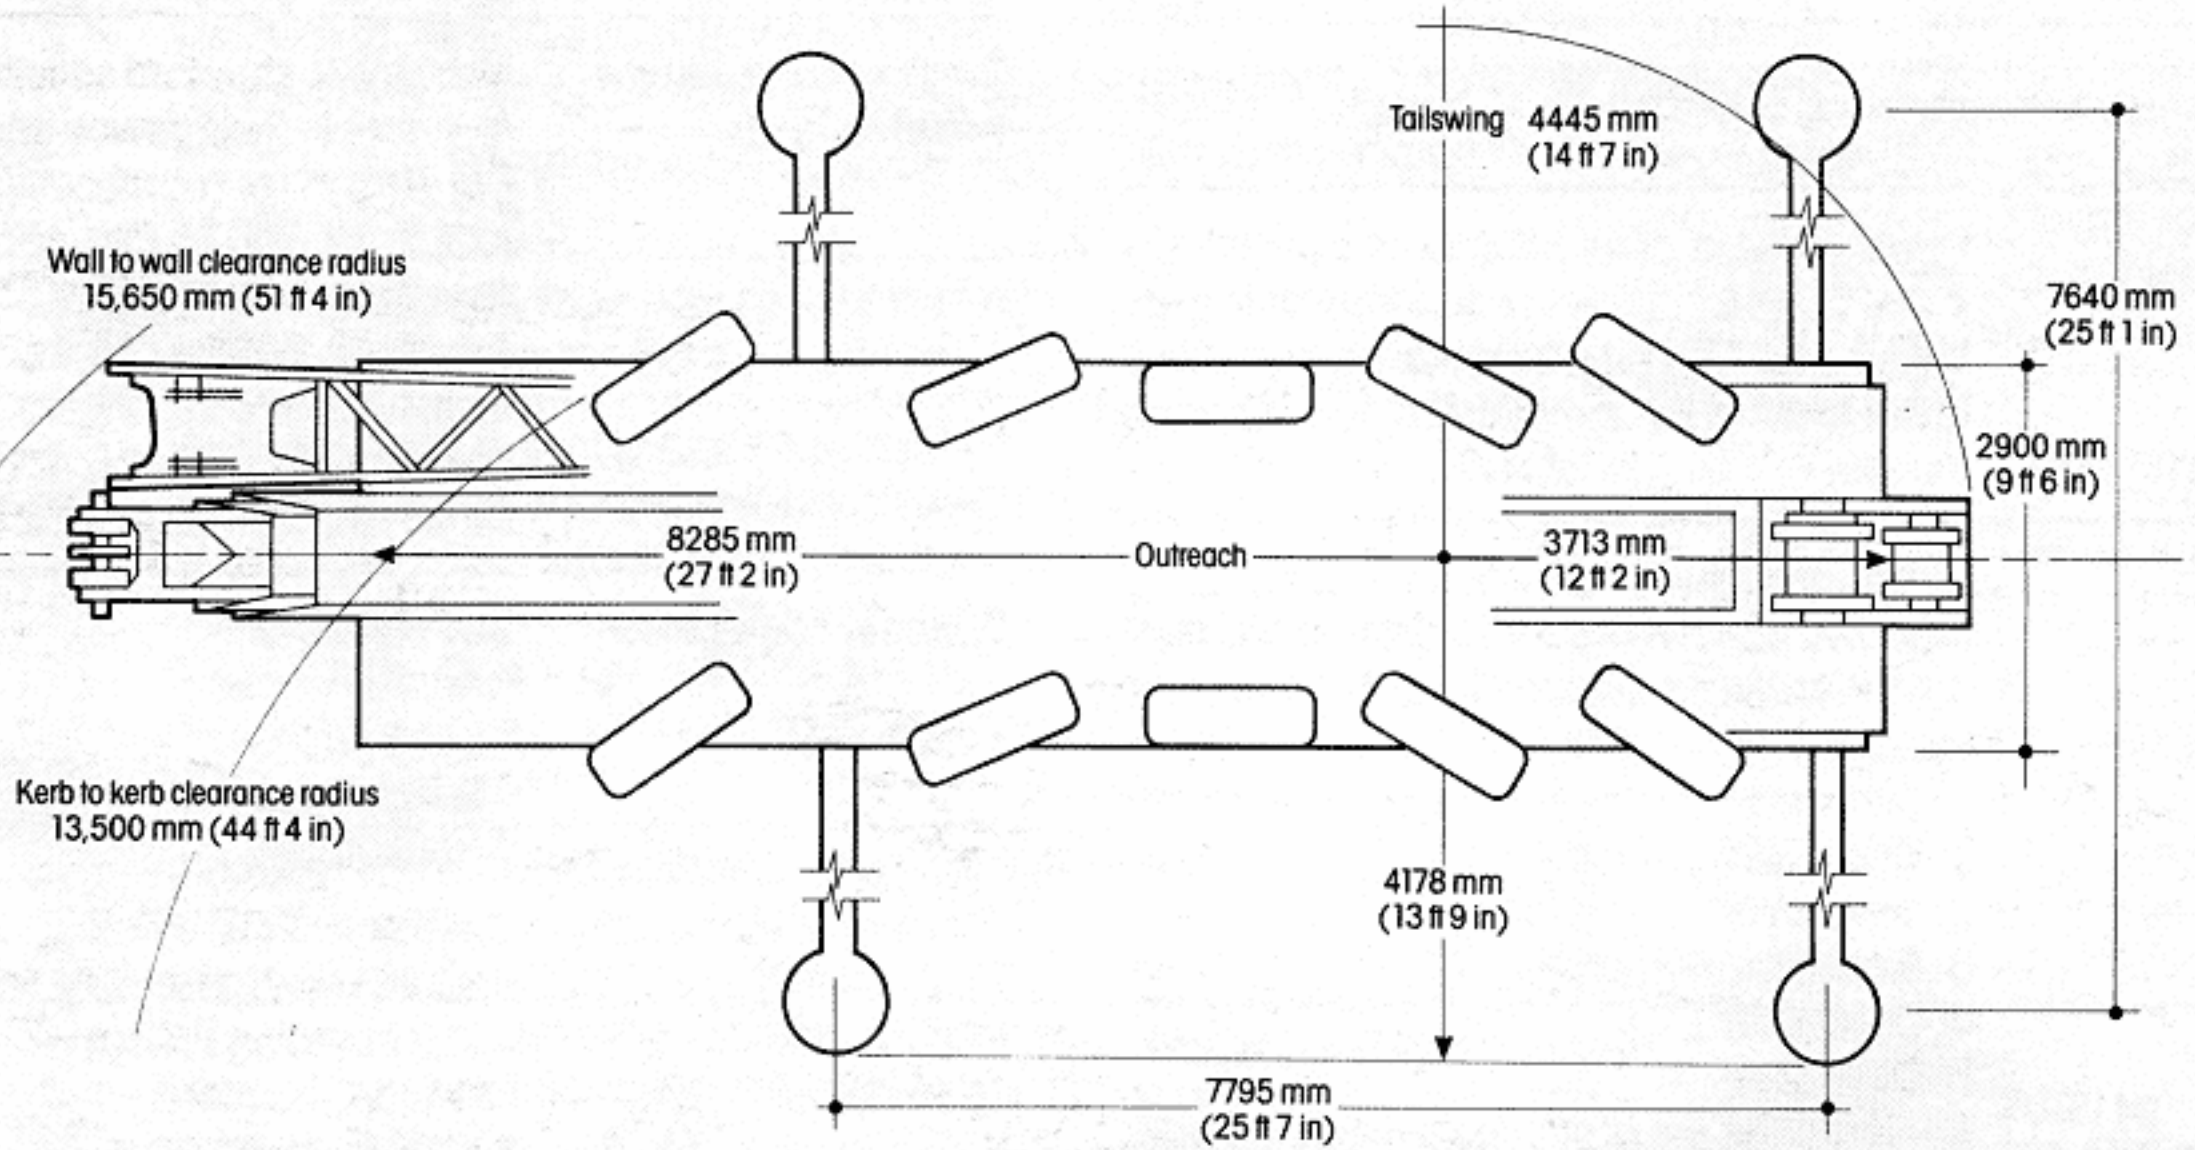 Tailswing 4445 mm
(14 ft 7 in)
Wall to wall clearance radius
15,650 mm (51 ft 4 in)
7640 mm
(25 ft 1 in)
2900 mm
(9 ft 6 in)
8285 mm
(27 ft 2 in)
Outreach
3713 mm
(12 ft 2 in)
Kerb to kerb clearance radius
13,500 mm (44 ft 4 in)
4178 mm
(13 ft 9 in)
7795 mm
(25 ft 7 in)